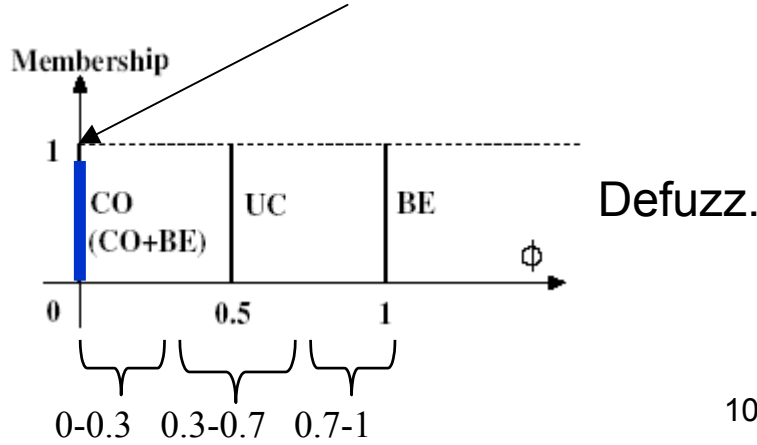 Membership
1
CO
(CO+BE)
UC
BE
Defuzz.
Φ
0
0.5
1
0-0.3 0.3-0.7 0.7-1
10